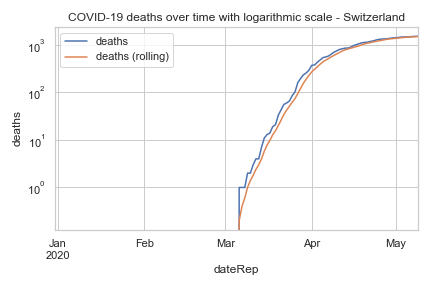 COVID-19 deaths over time with logarithmic scale - Switzerland
deaths
deaths (rolling)
deaths
10³
10²
10¹
10⁰
Jan Feb Mar Apr May
2020
dateRep